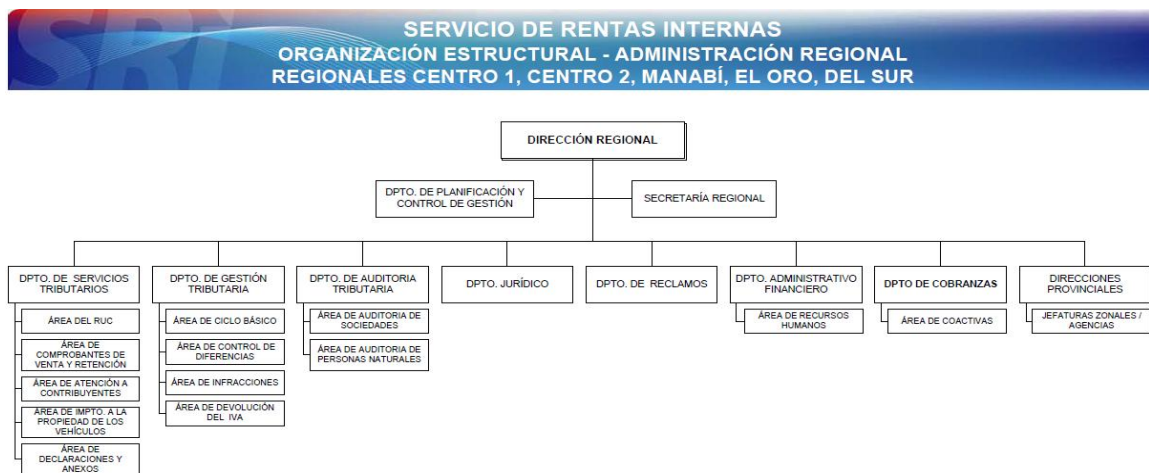 SRi
SERVICIO DE RENTAS INTERNAS
ORGANIZACIÓN ESTRUCTURAL - ADMINISTRACIÓN REGIONAL
REGIONALES CENTRO 1, CENTRO 2, MANABÍ, EL ORO, DEL SUR
DIRECCIÓN REGIONAL
DPTO. DE PLANIFICACIÓN Y
CONTROL DE GESTIÓN
SECRETARÍA REGIONAL
DPTO. DE SERVICIOS
TRIBUTARIOS
ÁREA DEL RUC
ÁREA DE
COMPROBANTES DE
VENTA Y RETENCIÓN
ÁREA DE ATENCIÓN A
CONTRIBUYENTES
ÁREA DE IMPTO. A LA
PROPIEDAD DE LOS
VEHÍCULOS
ÁREA DE
DECLARACIONES Y
ANEXOS
DPTO. DE GESTIÓN
TRIBUTARIA
ÁREA DE CICLO BÁSICO
ÁREA DE CONTROL DE
DIFERENCIAS
ÁREA DE INFRACCIONES
ÁREA DE DEVOLUCIÓN
DEL IVA
DPTO. DE AUDITORIA
TRIBUTARIA
ÁREA DE AUDITORIA DE
SOCIEDADES
ÁREA DE AUDITORIA DE
PERSONAS NATURALES
DPTO. JURÍDICO
DPTO. DE RECLAMOS
DPTO. ADMINISTRATIVO
FINANCIERO
ÁREA DE RECURSOS
HUMANOS
DPTO DE COBRANZAS
ÁREA DE COACTIVAS
DIRECCIONES
PROVINCIALES
JEFATURAS ZONALES /
AGENCIAS